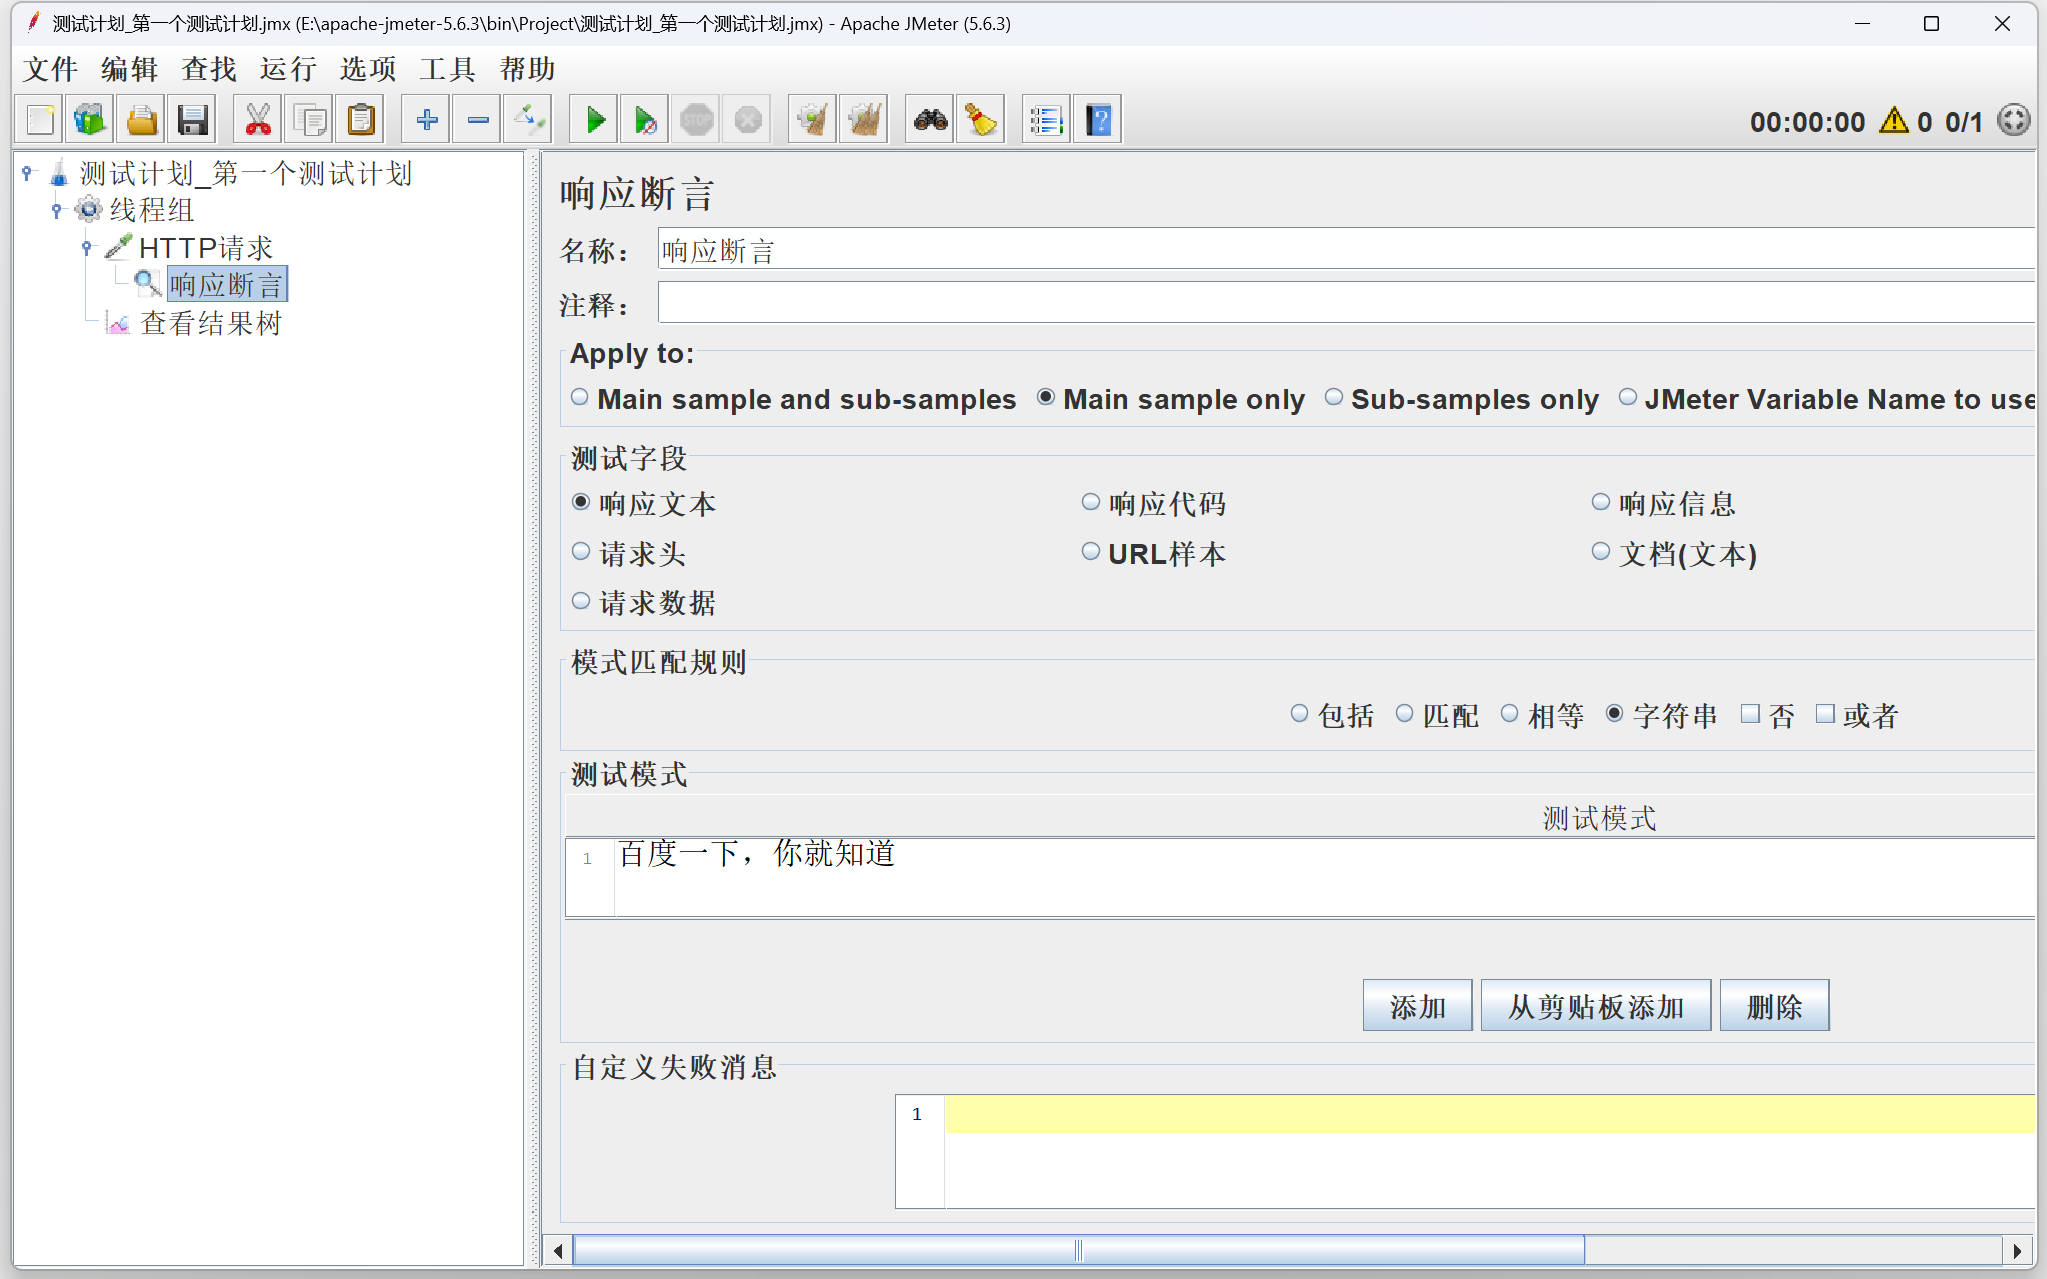 测试计划_第一个测试计划.jmx (E:\apache-jmeter-5.6.3\bin\Project\测试计划_第一个测试计划.jmx) - Apache JMeter (5.6.3)
文件 编辑 查找 运行 选项 工具 帮助
STOP
00:00:00 0 0/1
测试计划_第一个测试计划
线程组
HTTP请求
响应断言
查看结果树
响应断言
名称： 响应断言
注释：
Apply to:
Main sample and sub-samples Main sample only Sub-samples only JMeter Variable Name to use
测试字段
响应文本 响应代码 响应信息
请求头 URL样本 文档(文本)
请求数据
模式匹配规则
包括 匹配 相等 字符串 否 或者
测试模式
测试模式
1 百度一下，你就知道
添加 从剪贴板添加 删除
自定义失败消息
1